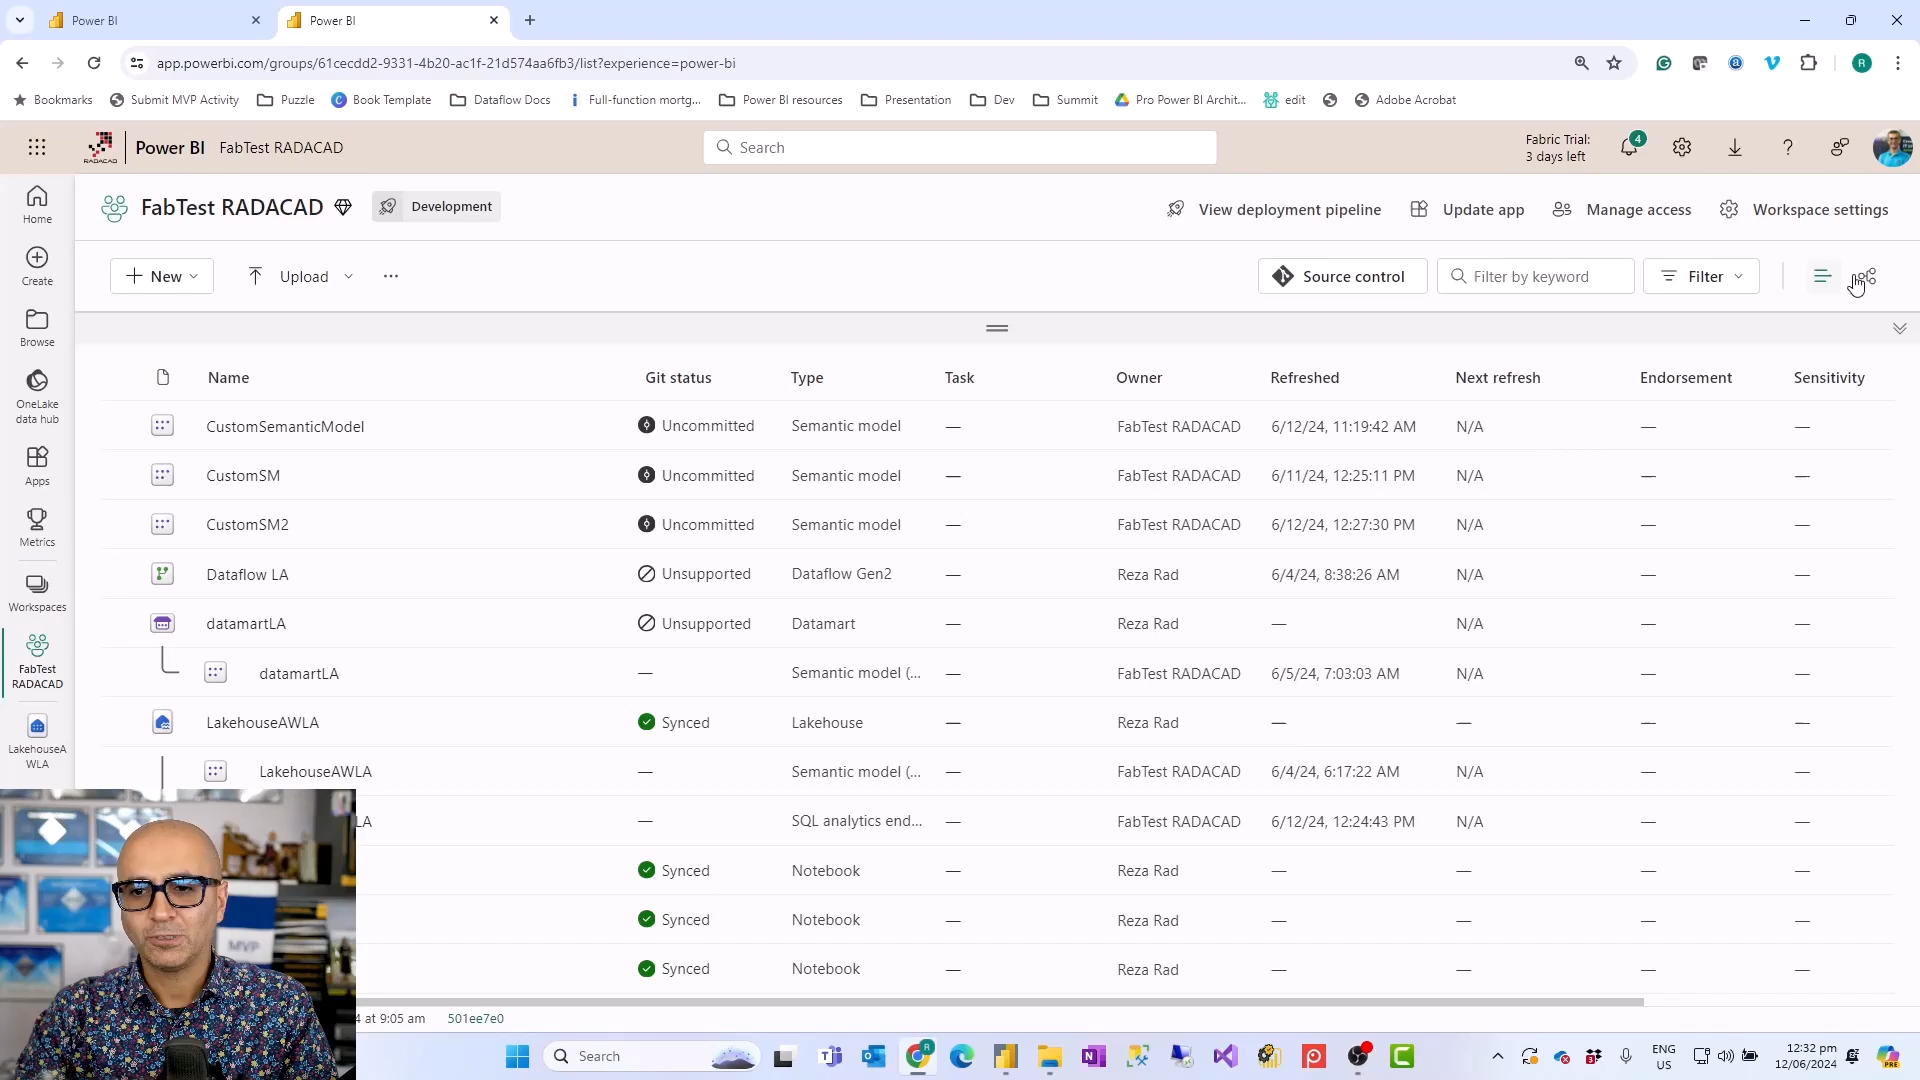 Power BI
Power BI
app.powerbi.com/groups/61cecdd2-9331-4b20-ac1f-21d574aa6fb3/list?experience=power-bi
R
Bookmarks Submit MVP Activity Puzzle Book Template Dataflow Docs Full-function mortg... Power BI resources Presentation Dev Summit Pro Power BI Archit... edit Adobe Acrobat
RADACAD Power BI FabTest RADACAD Search Fabric Trial:
3 days left 4
Home
Create
Browse
OneLake
data hub
Apps
Metrics
Workspaces
FabTest
RADACAD
LakehouseA
WLA
FabTest RADACAD Development View deployment pipeline Update app Manage access Workspace settings
New Upload ... Source control Filter by keyword Filter
Name Git status Type Task Owner Refreshed Next refresh Endorsement Sensitivity
CustomSemanticModel Uncommitted Semantic model — FabTest RADACAD 6/12/24, 11:19:42 AM N/A — —
CustomSM Uncommitted Semantic model — FabTest RADACAD 6/11/24, 12:25:11 PM N/A — —
CustomSM2 Uncommitted Semantic model — FabTest RADACAD 6/12/24, 12:27:30 PM N/A — —
Dataflow LA Unsupported Dataflow Gen2 — Reza Rad 6/4/24, 8:38:26 AM N/A — —
datamartLA Unsupported Datamart — Reza Rad — N/A — —
datamartLA — Semantic model (... — FabTest RADACAD 6/5/24, 7:03:03 AM N/A — —
LakehouseAWLA Synced Lakehouse — Reza Rad — — — —
LakehouseAWLA — Semantic model (... — FabTest RADACAD 6/4/24, 6:17:22 AM N/A — —
LA — SQL analytics end... — FabTest RADACAD 6/12/24, 12:24:43 PM N/A — —
Synced Notebook — Reza Rad — — — —
Synced Notebook — Reza Rad — — — —
Synced Notebook — Reza Rad — — — —
MVP
4 at 9:05 am 501ee7e0
Search
ENG
US
12:32 pm
12/06/2024
PRE